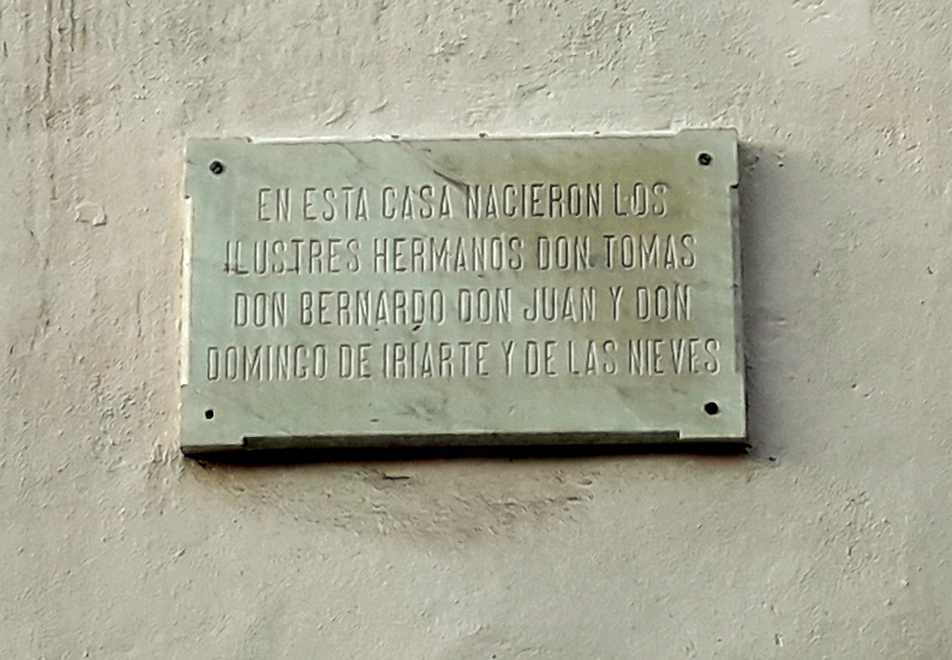 EN ESTA CASA NACIERON LOS
ILUSTRES HERMANOS DON TOMAS
DON BERNARDO DON JUAN Y DON
DOMINGO DE IRIARTE Y DE LAS NIEVES